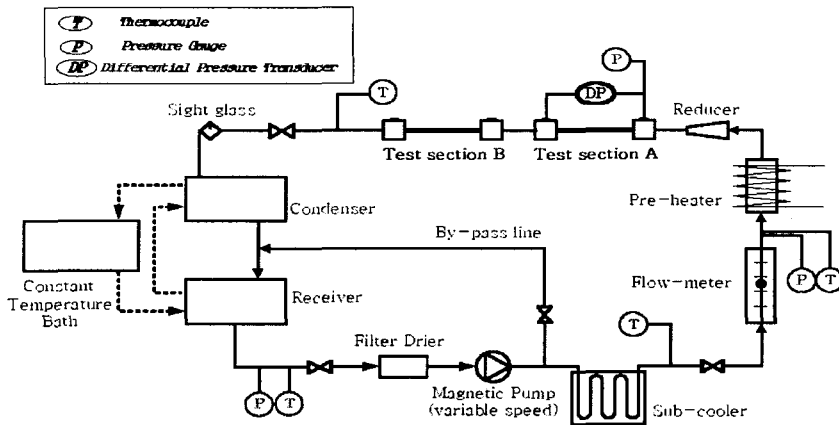 T Thermocouple
P Pressure Gauge
DP Differential Pressure Transducer
P
DP
T
Sight glass
Reducer
Test section B
Test section A
Pre-heater
Condenser
By-pass line
Constant
Temperature
Bath
Receiver
Flow-meter
P
T
T
Filter Drier
P
T
Magnetic Pump
(variable speed)
Sub-cooler